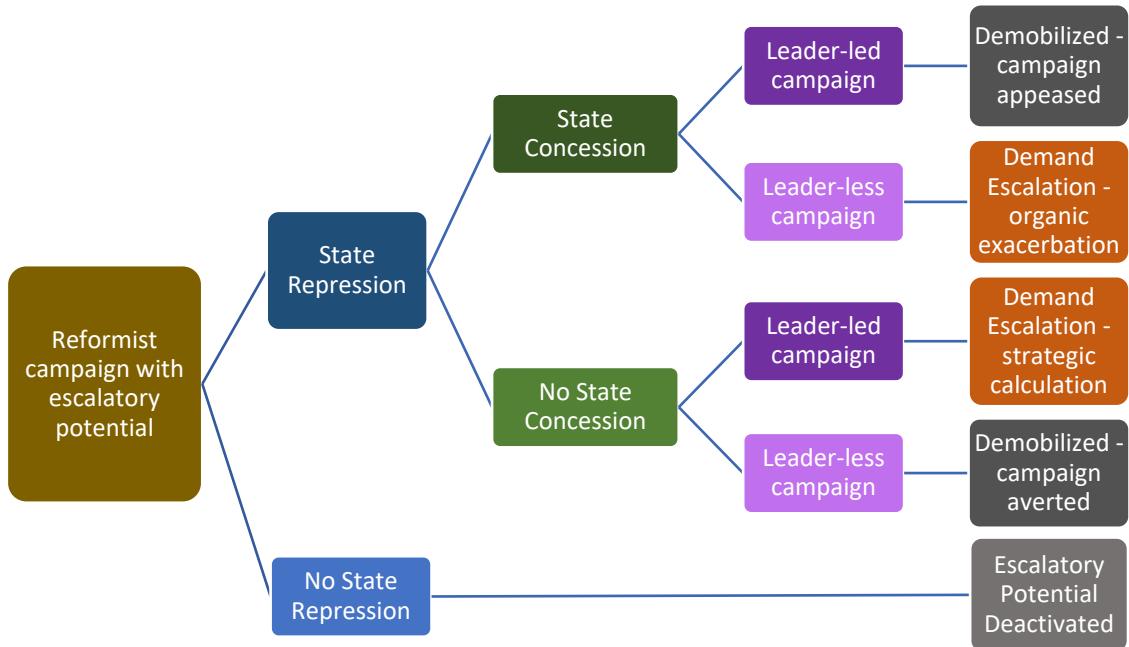 Reformist
campaign with
escalatory
potential
State
Repression
No State
Repression
State
Concession
No State
Concession
Leader-led
campaign
Leader-less
campaign
Leader-led
campaign
Leader-less
campaign
Demobilized -
campaign
appeased
Demand
Escalation -
organic
exacerbation
Demand
Escalation -
strategic
calculation
Demobilized -
campaign
averted
Escalatory
Potential
Deactivated